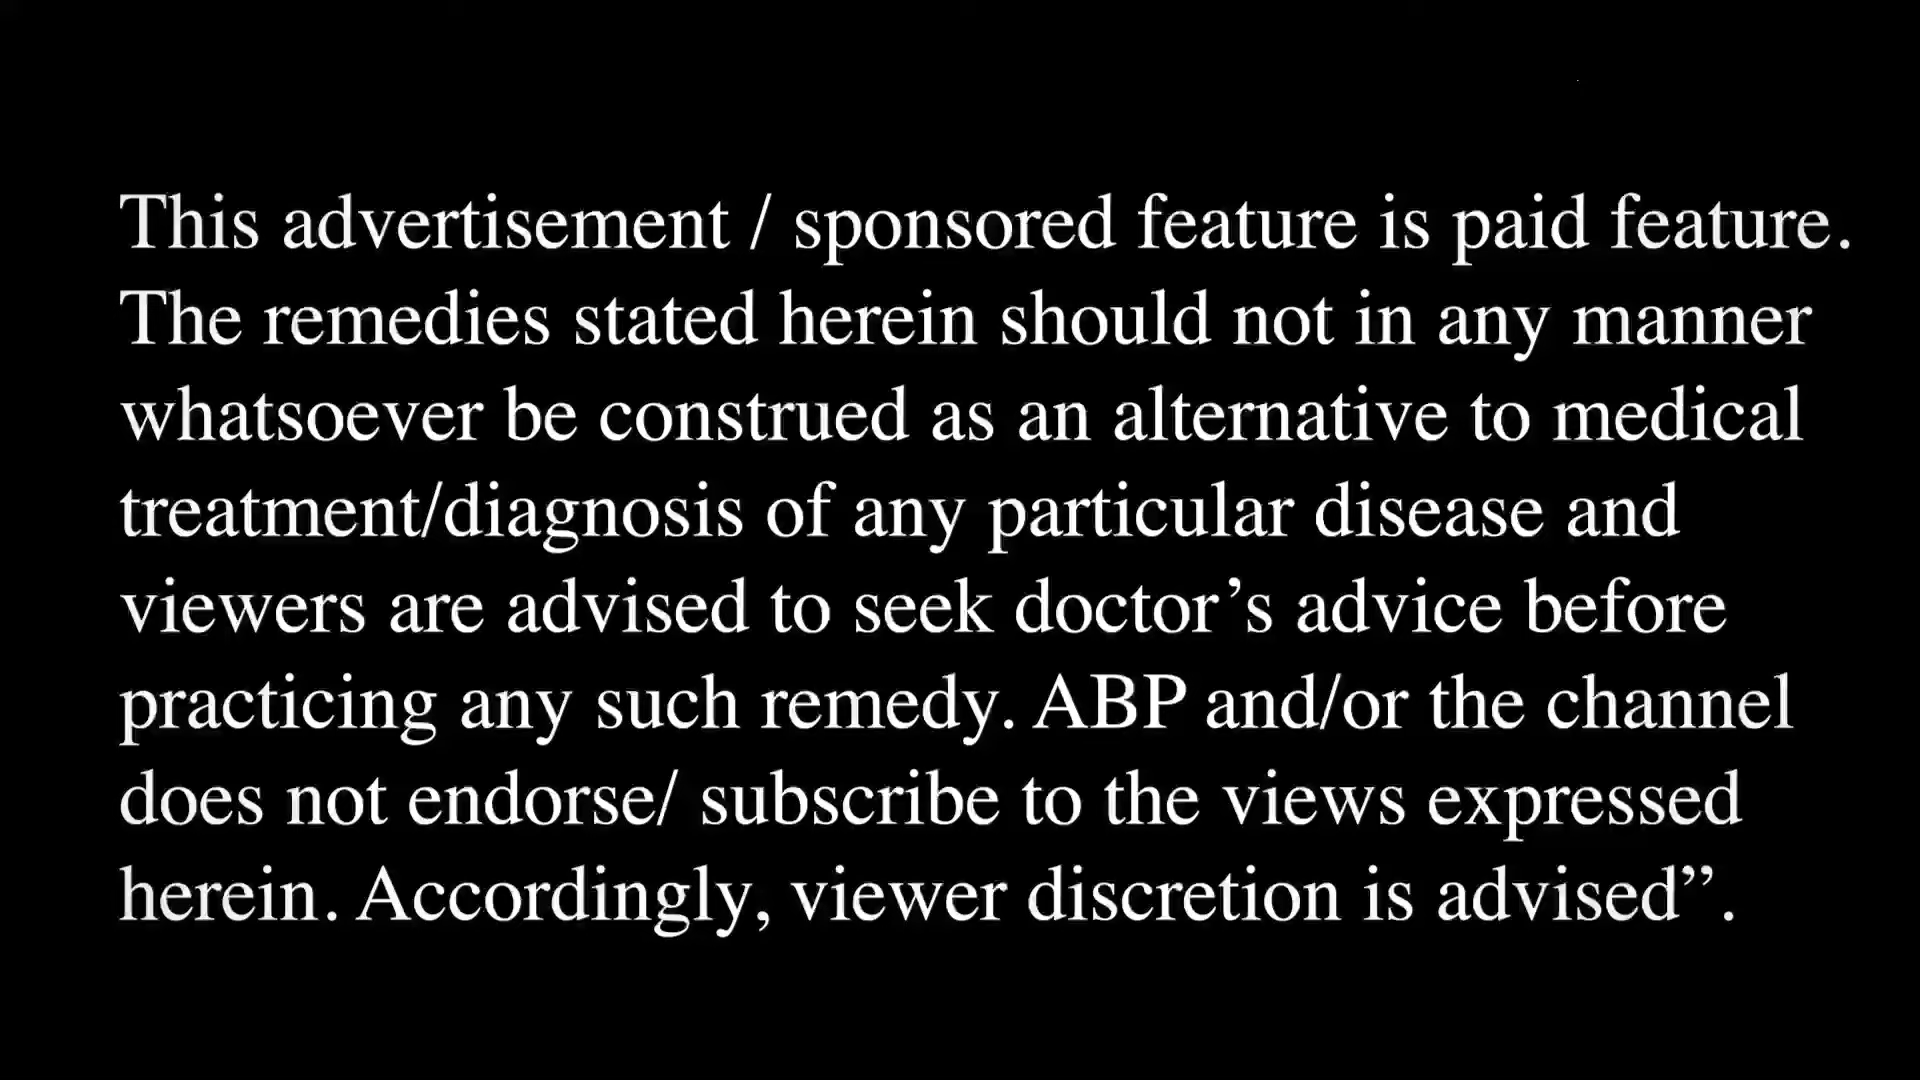 This advertisement / sponsored feature is paid feature.
The remedies stated herein should not in any manner
whatsoever be construed as an alternative to medical
treatment/diagnosis of any particular disease and
viewers are advised to seek doctor’s advice before
practicing any such remedy. ABP and/or the channel
does not endorse/ subscribe to the views expressed
herein. Accordingly, viewer discretion is advised”.